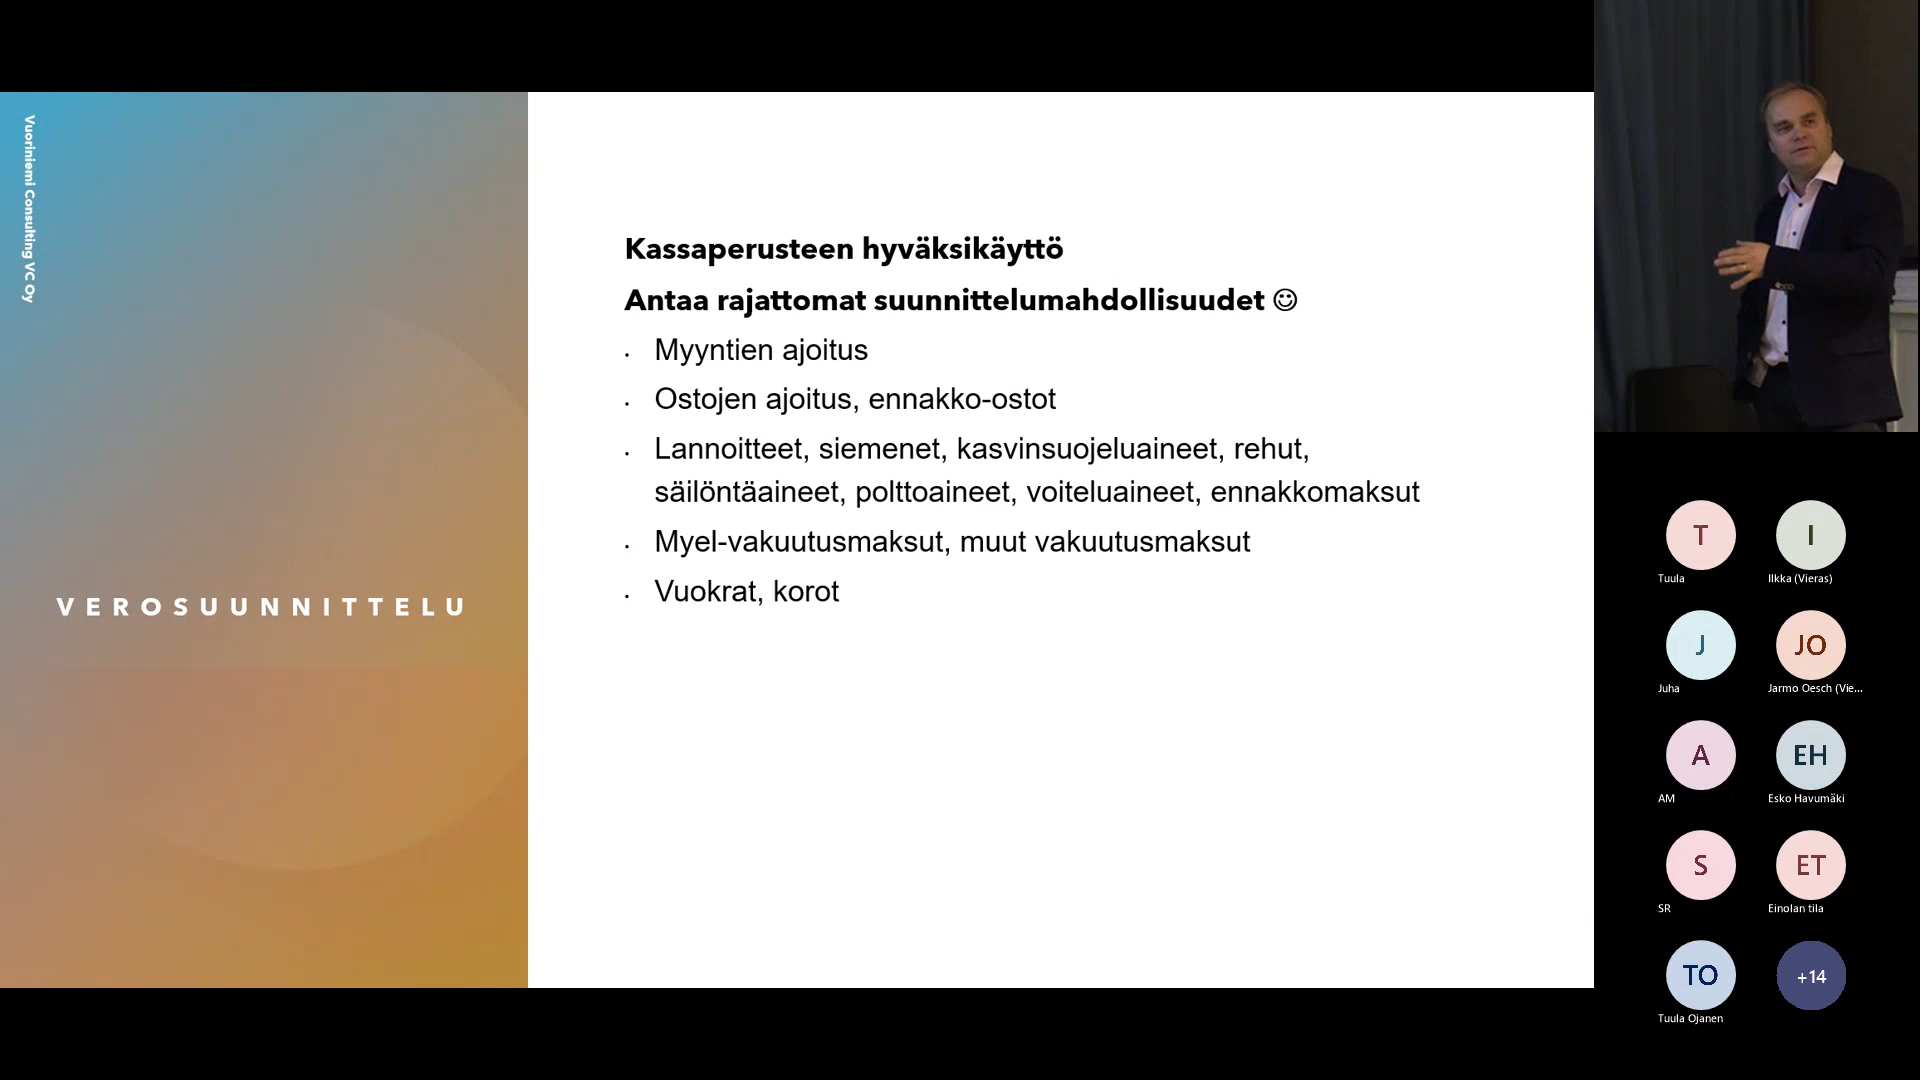 Vuoriniemi Consulting VC Oy
VEROSUUNNITTELU
Kassaperusteen hyväksikäyttö
Antaa rajattomat suunnittelumahdollisuudet ☺
• Myyntien ajoitus
• Ostojen ajoitus, ennakko-ostot
• Lannoitteet, siemenet, kasvinsuojeluaineet, rehut,
säilöntäaineet, polttoaineet, voiteluaineet, ennakkomaksut
• Myel-vakuutusmaksut, muut vakuutusmaksut
• Vuokrat, korot
T
Tuula
I
Ilkka (Vieras)
J
Juha
JO
Jarmo Oesch (Vie...
A
AM
EH
Esko Havumäki
S
SR
ET
Einolan tila
TO
Tuula Ojanen
+14